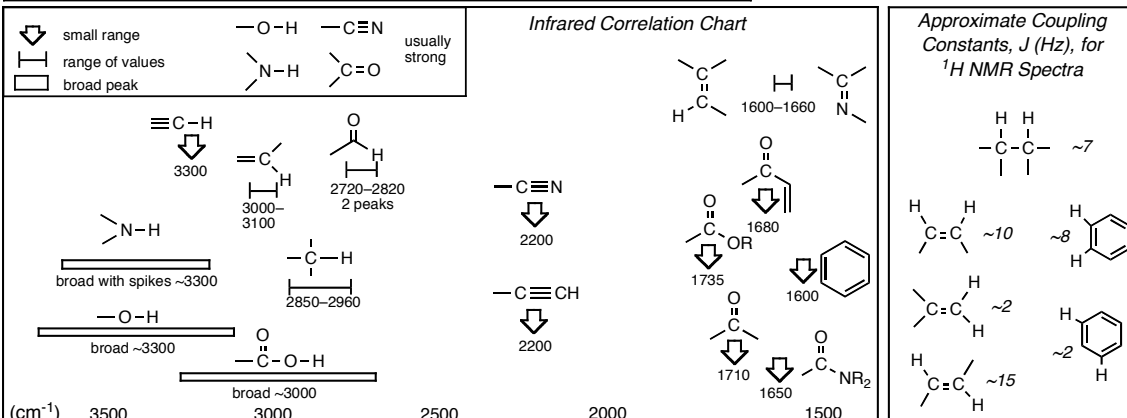 small range
range of values
broad peak
—O—H
—C≡N
N—H
C=O
usually
strong
Infrared Correlation Chart
H
C
C
1600–1660
C
N
≡C—H
3300
=C
H
3000–
3100
O
H
2720–2820
2 peaks
—C≡N
2200
O
C
1680
N—H
broad with spikes ~3300
—C—H
2850–2960
O
C
OR
1735
1600
—O—H
broad ~3300
—C≡CH
2200
O
C
1710
O
C
NR2
1650
O
—C—O—H
broad ~3000
(cm-1)
3500
3000
2500
2000
1500
Approximate Coupling
Constants, J (Hz), for
1H NMR Spectra
H H
—C—C—
~7
H H
C=C
~10
~8
H
H
H
C=C
H
~2
H
~2
H
C=C
H
H
~15